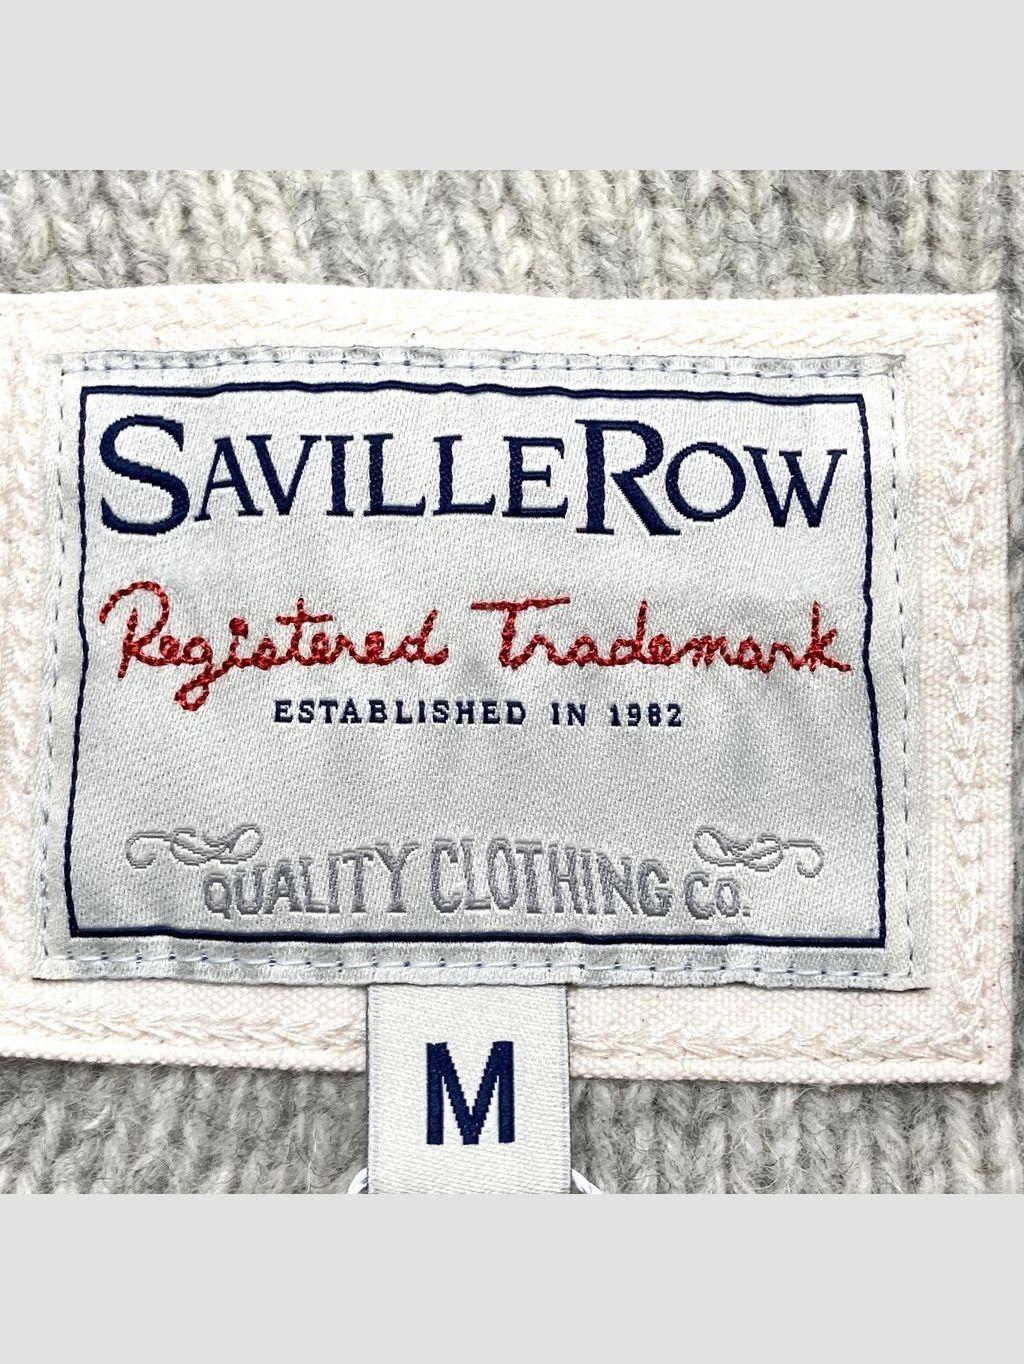 SAVILLE ROW
Registered Trademark
ESTABLISHED IN 1982
QUALITY CLOTHING CO.
M